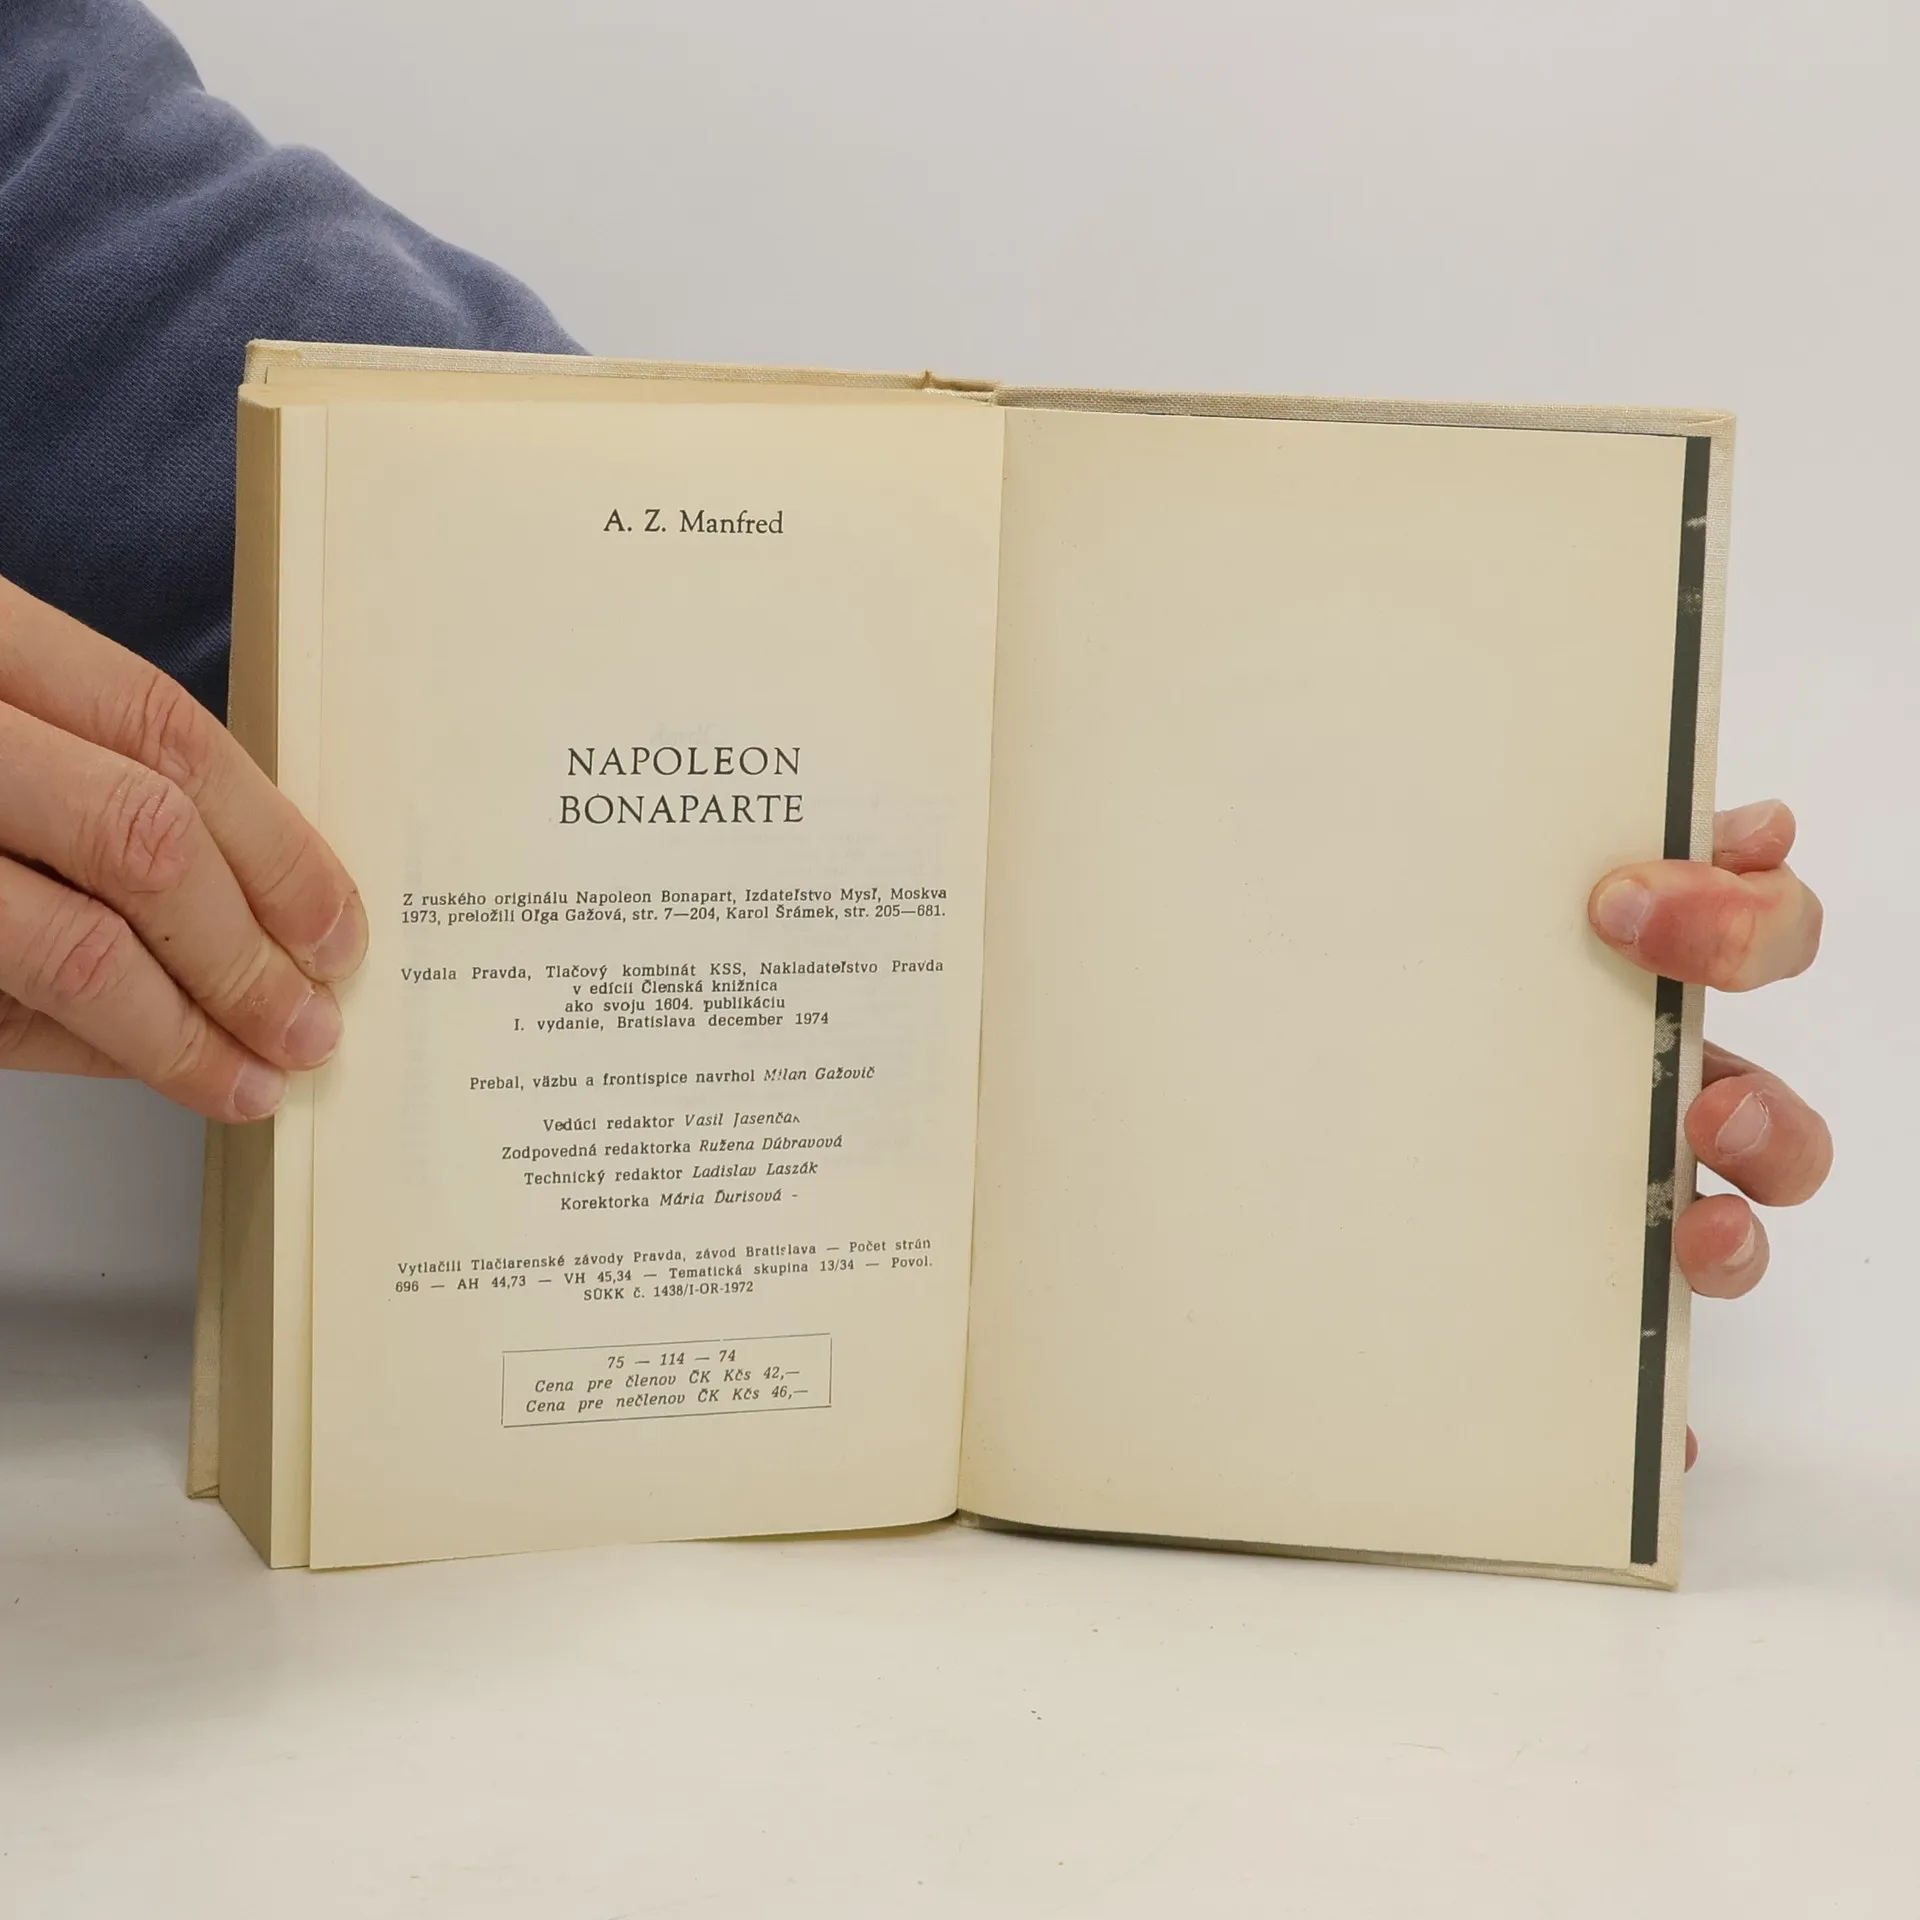 A. Z. Manfred
NAPOLEON
BONAPARTE
Z ruského originálu Napoleon Bonapart, Izdateľstvo Mysľ, Moskva
1973, preložili Oľga Gažová, str. 7—204, Karol Šrámek, str. 205—681.
Vydala Pravda, Tlačový kombinát KSS, Nakladateľstvo Pravda
v edícii Členská knižnica
ako svoju 1604. publikáciu
I. vydanie, Bratislava december 1974
Prebal, väzbu a frontispice navrhol Milan Gažovič
Vedúci redaktor Vasil Jasenčák
Zodpovedná redaktorka Ružena Dúbravová
Technický redaktor Ladislav Laszák
Korektorka Mária Ďurisová -
Vytlačili Tlačiarenské závody Pravda, závod Bratislava — Počet strán
696 — AH 44,73 — VH 45,34 — Tematická skupina 13/34 — Povol.
SÚKK č. 1438/I-OR-1972
75 — 114 — 74
Cena pre členov ČK Kčs 42,—
Cena pre nečlenov ČK Kčs 46,—